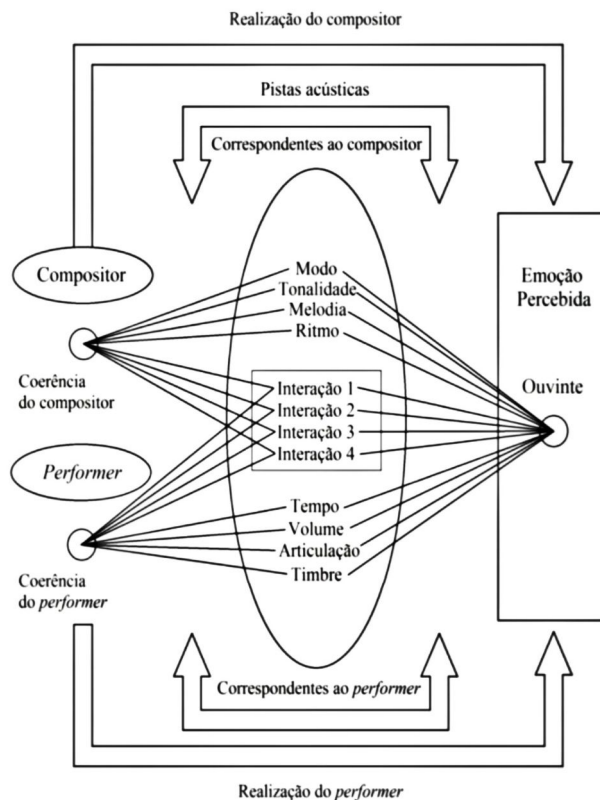 Realização do compositor
Pistas acústicas
Correspondentes ao compositor
Compositor
Coerência
do compositor
Performer
Coerência
do performer
Modo
Tonalidade
Melodia
Ritmo
Interação 1
Interação 2
Interação 3
Interação 4
Tempo
Volume
Articulação
Timbre
Emoção
Percebida
Ouvinte
Correspondentes ao performer
Realização do performer